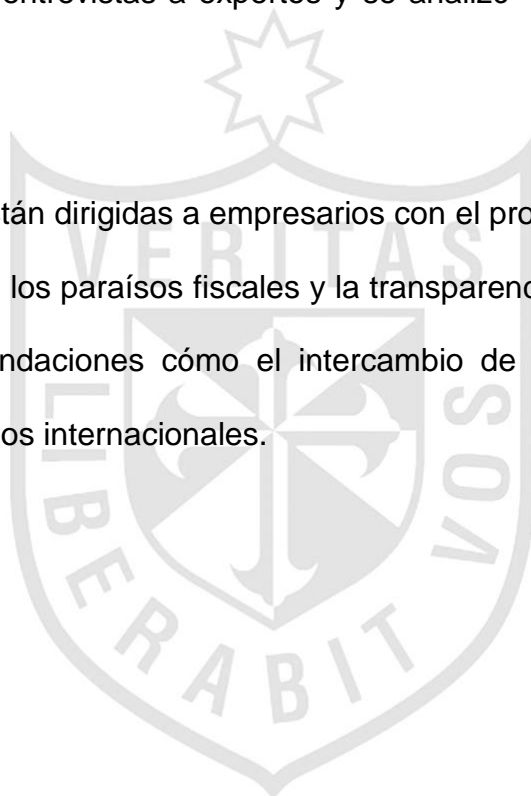 entrevistas a expertos y se analizó
tán dirigidas a empresarios con el pro
los paraísos fiscales y la transparenc
ndaciones cómo el intercambio de
os internacionales.
VERITAS
LIBERABIT VOS